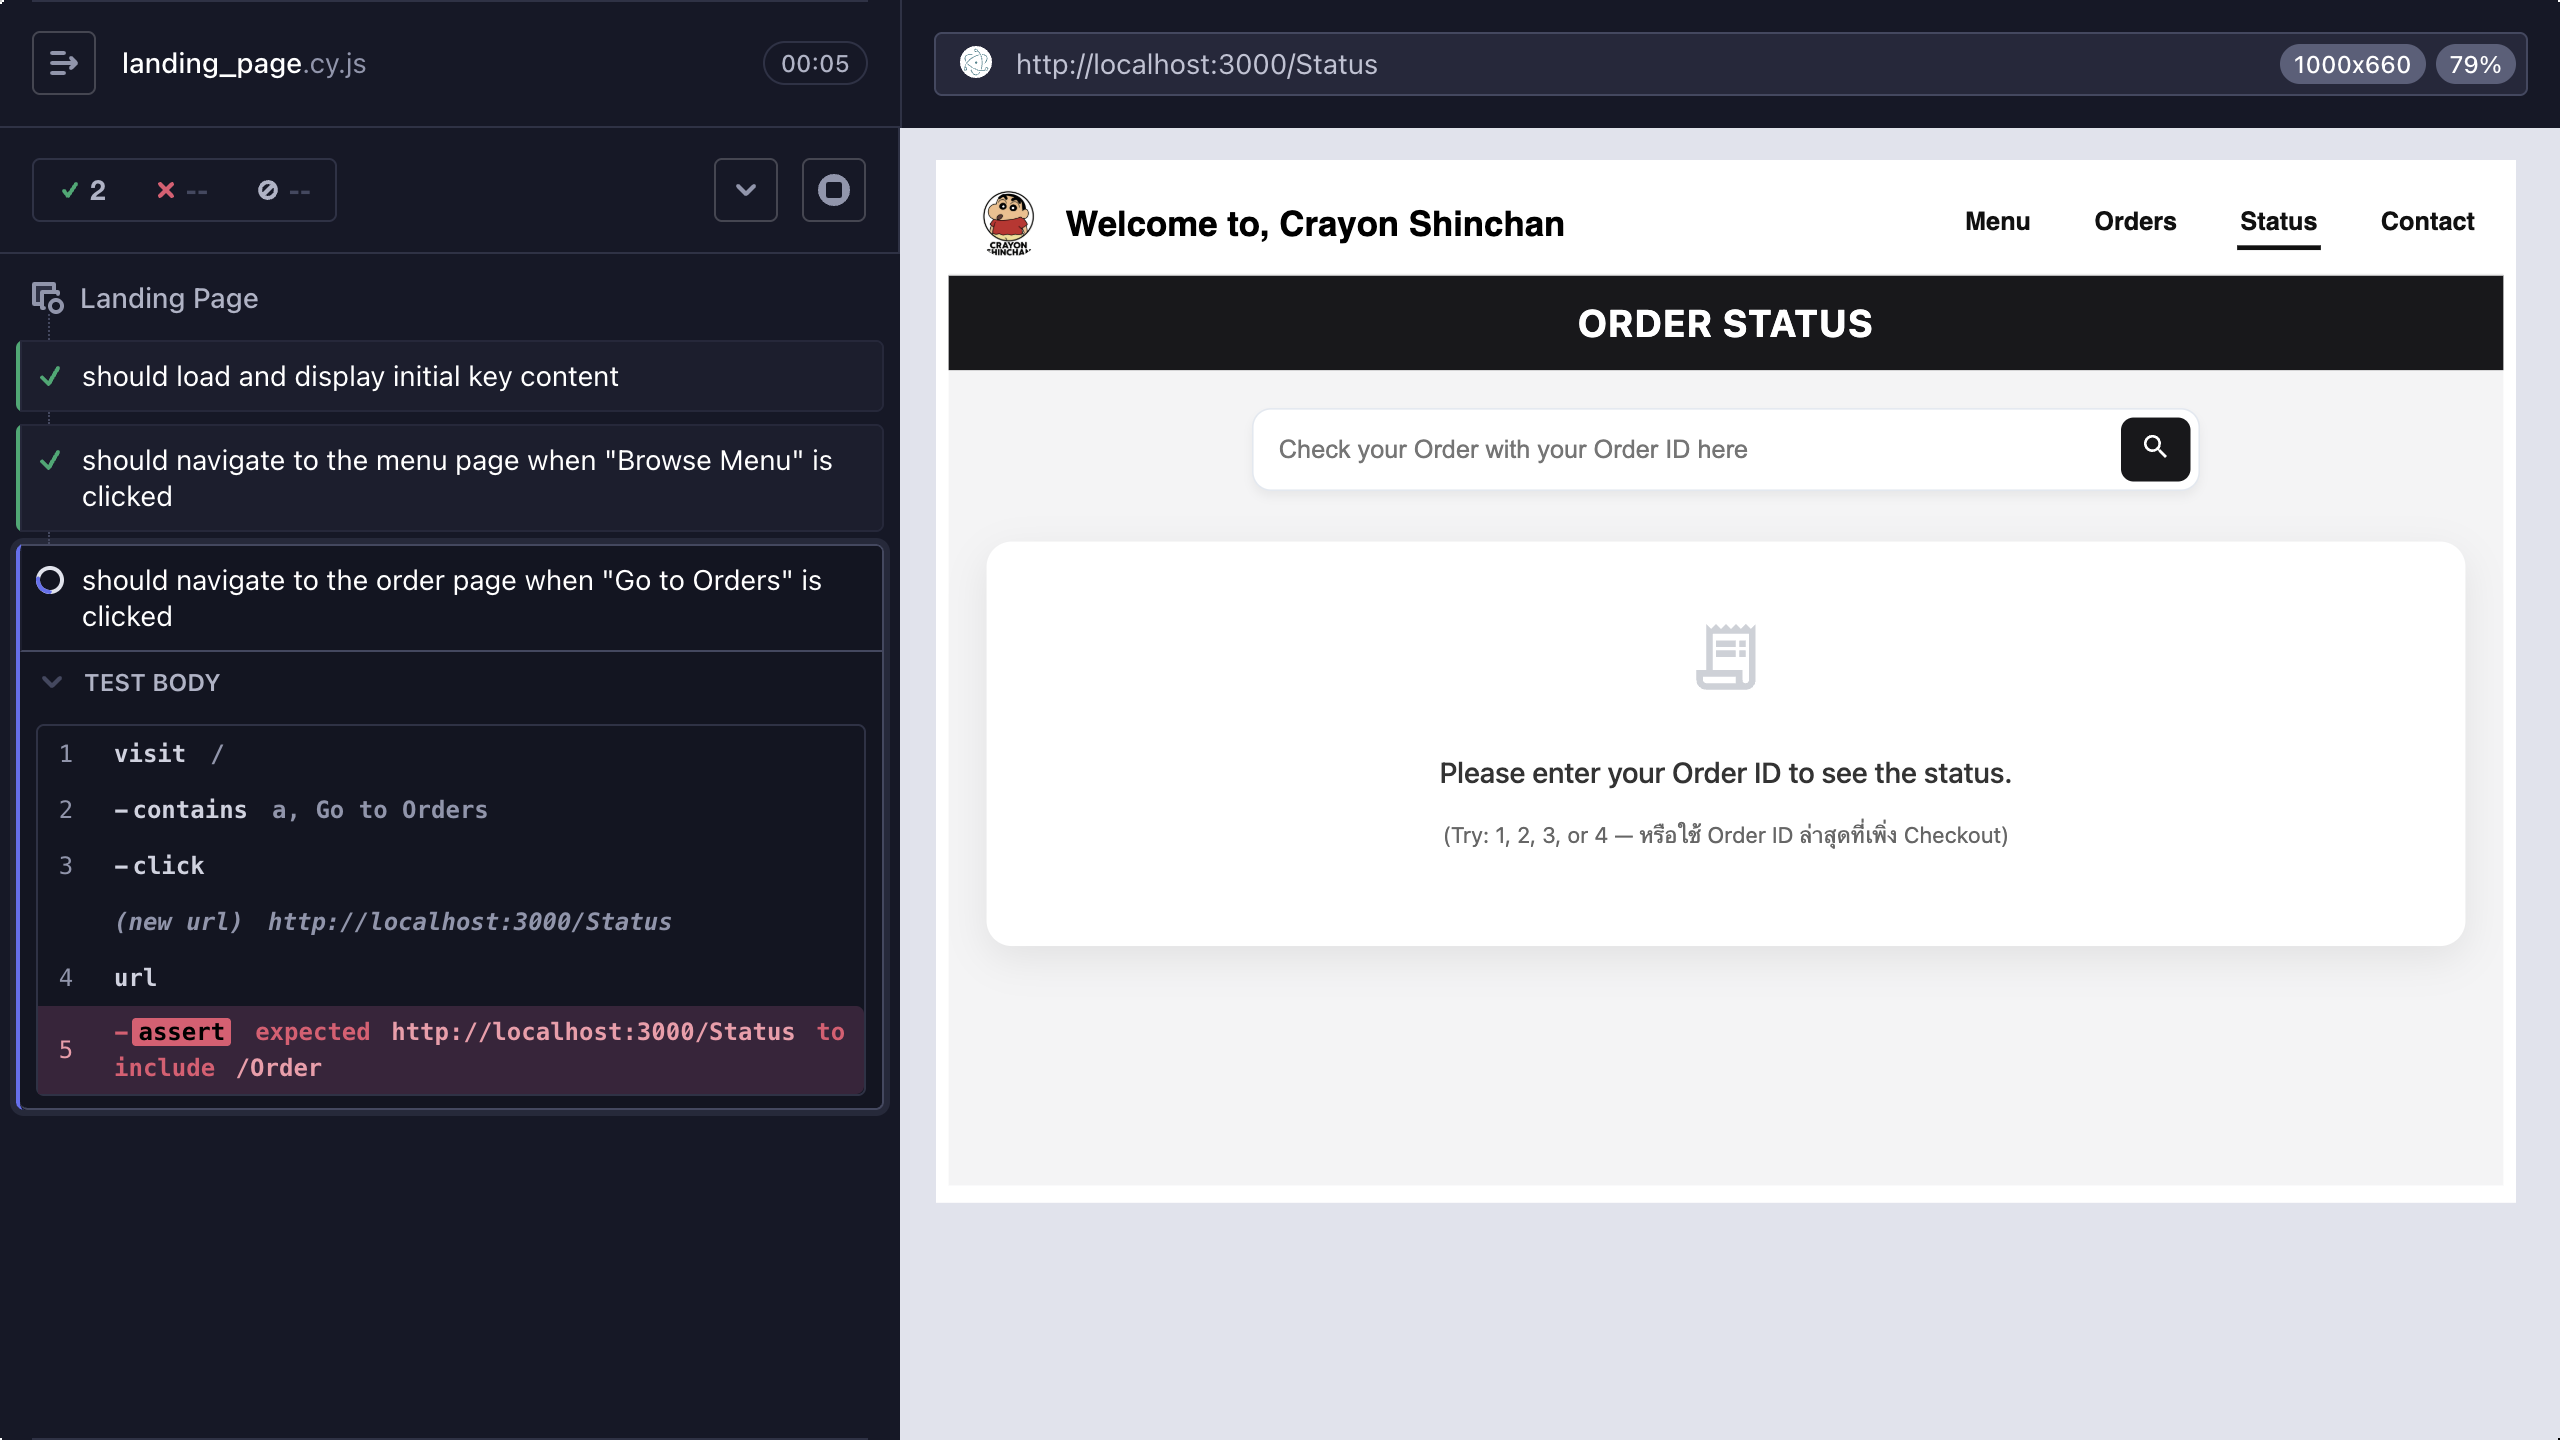 landing_page.cy.js
00:05
2
--
--
Landing Page
should load and display initial key content
should navigate to the menu page when "Browse Menu" is
clicked
should navigate to the order page when "Go to Orders" is
clicked
TEST BODY
1 visit /
2 -contains a, Go to Orders
3 -click
(new url) http://localhost:3000/Status
4 url
5 -assert expected http://localhost:3000/Status to
include /Order
http://localhost:3000/Status
1000x660
79%
CRAYON
SHINCHAN
Welcome to, Crayon Shinchan
Menu
Orders
Status
Contact
ORDER STATUS
Check your Order with your Order ID here
Please enter your Order ID to see the status.
(Try: 1, 2, 3, or 4 — หรือใช้ Order ID ล่าสุดที่เพิ่ง Checkout)